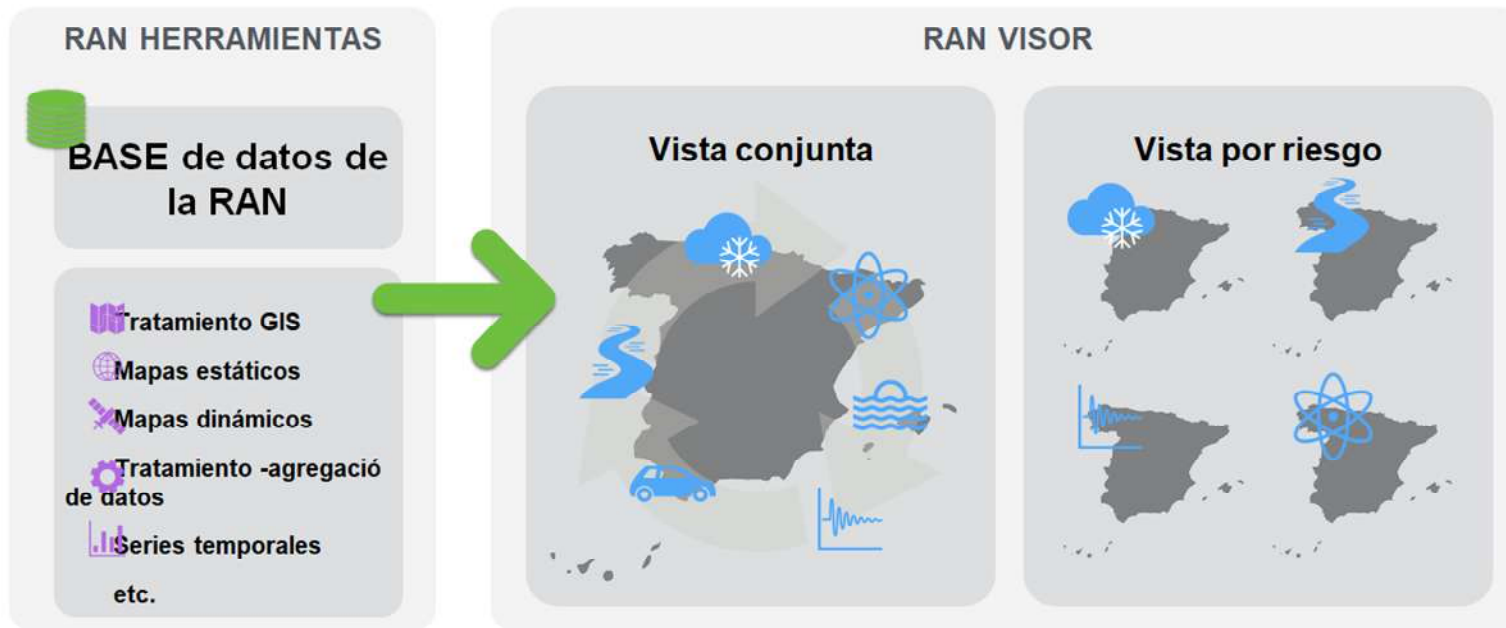 RAN HERRAMIENTAS
BASE de datos de
la RAN
Tratamiento GIS
Mapas estáticos
Mapas dinámicos
Tratamiento -agregació
de datos
Series temporales
etc.
RAN VISOR
Vista conjunta
Vista por riesgo